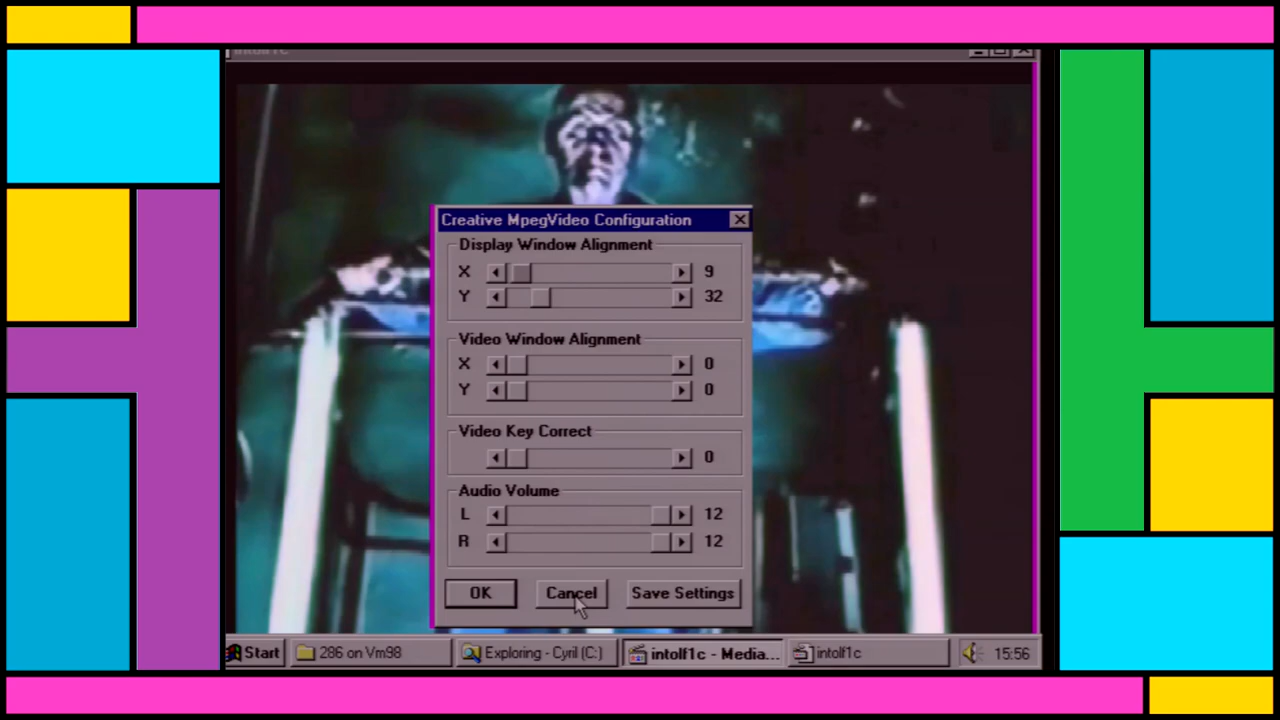 intolf1c
Creative MpegVideo Configuration
Display Window Alignment
X 9
Y 32
Video Window Alignment
X 0
Y 0
Video Key Correct
0
Audio Volume
L 12
R 12
OK Cancel Save Settings
Start 286 on Vm98 Exploring - Cyril (C:) intolf1c - Media... intolf1c 15:56